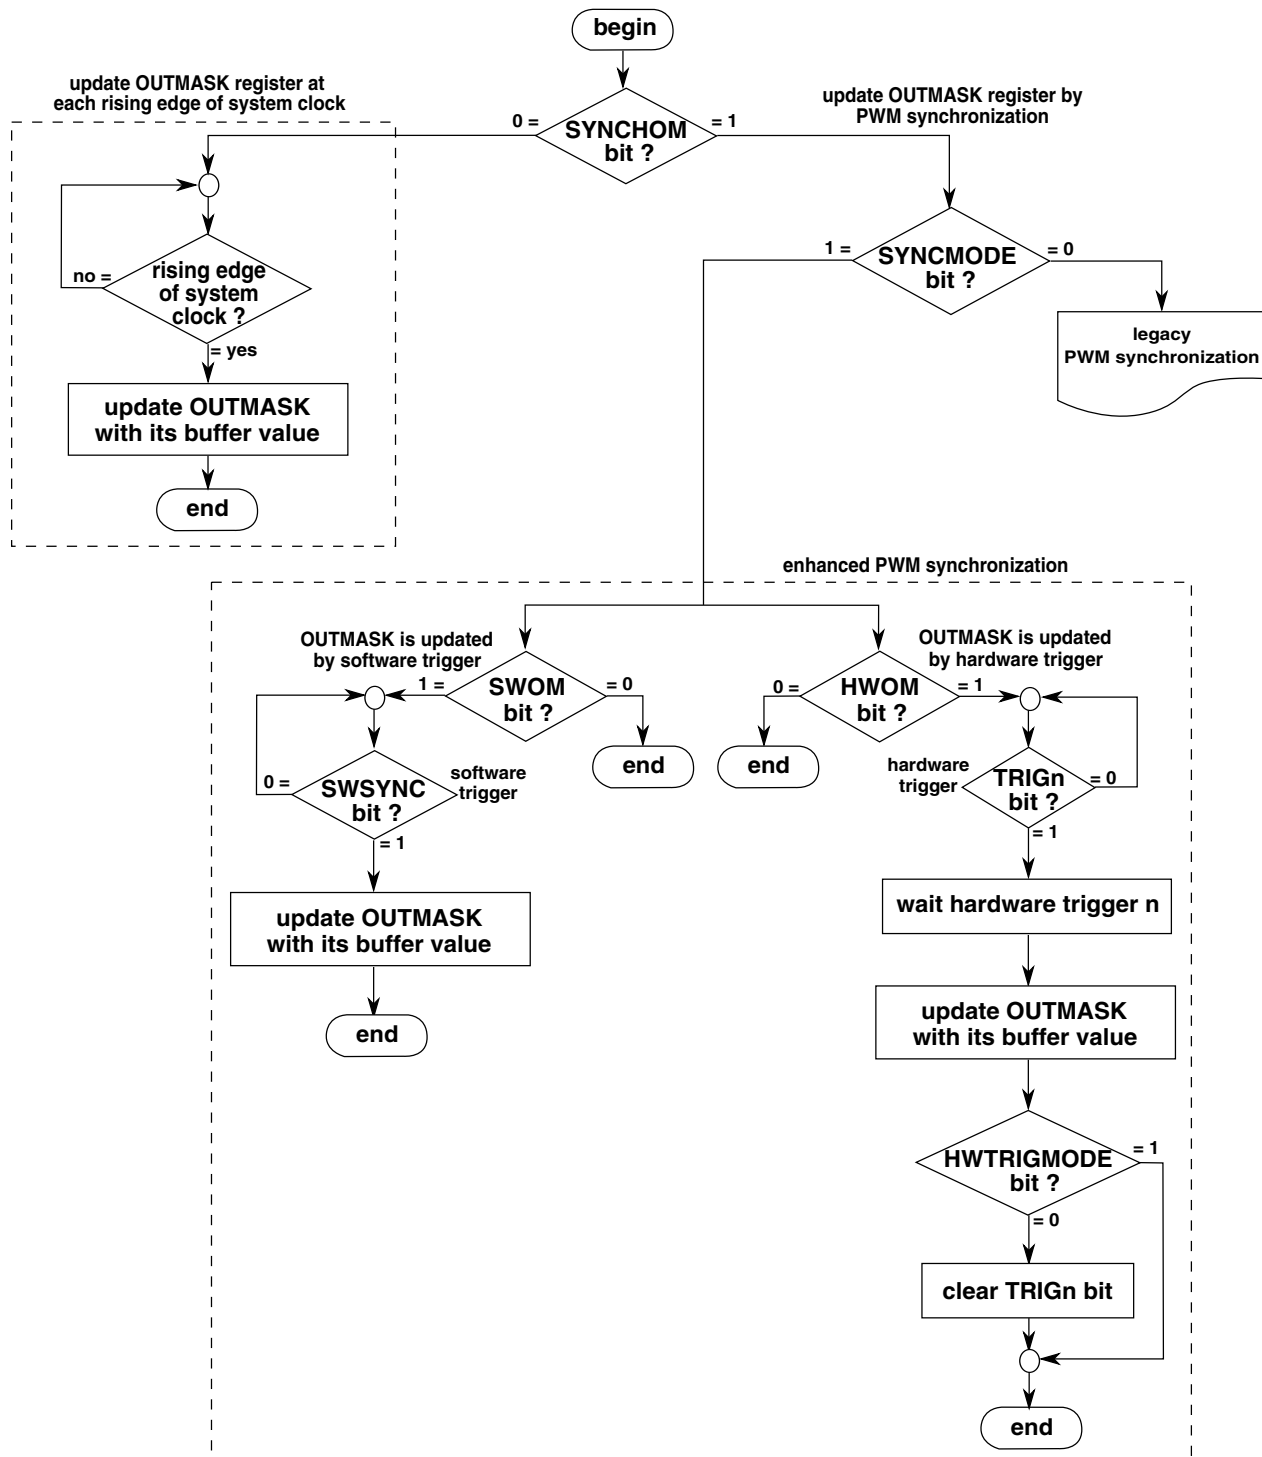 begin
update OUTMASK register at
each rising edge of system clock
update OUTMASK register by
PWM synchronization
0 =
SYNCHOM
bit ?
= 1
1 =
SYNCMODE
bit ?
= 0
no =
rising edge
of system
clock ?
= yes
legacy
PWM synchronization
update OUTMASK
with its buffer value
end
enhanced PWM synchronization
OUTMASK is updated
by software trigger
OUTMASK is updated
by hardware trigger
1 =
SWOM
bit ?
= 0
0 =
HWOM
bit ?
= 1
end
end
0 =
SWSYNC
bit ?
software
trigger
= 1
hardware
trigger
TRIGn
bit ?
= 0
= 1
update OUTMASK
with its buffer value
end
wait hardware trigger n
update OUTMASK
with its buffer value
HWTRIGMODE
bit ?
= 1
= 0
clear TRIGn bit
end